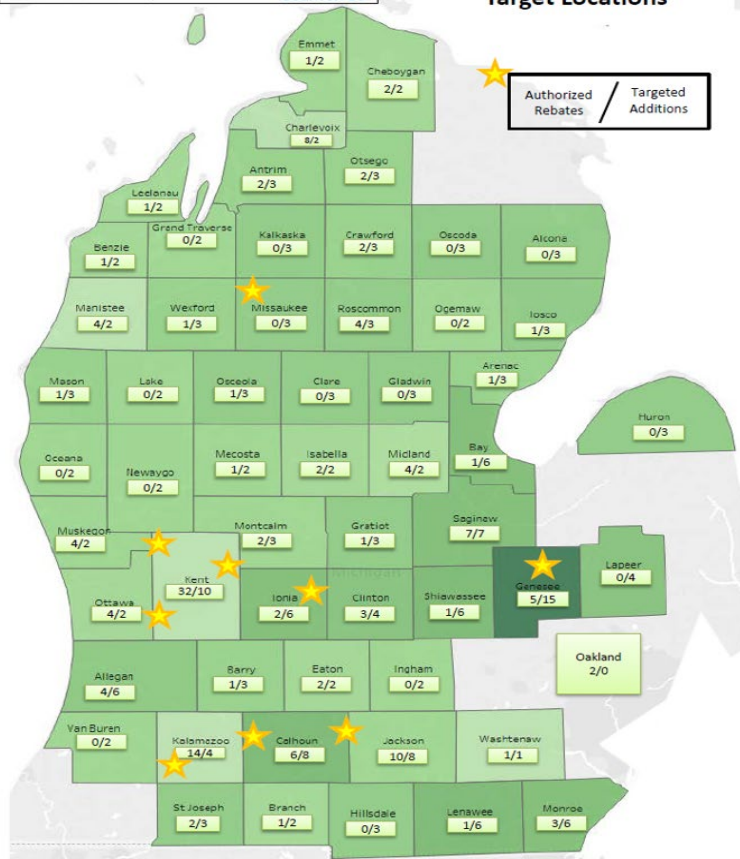 Target Locations
Authorized Rebates / Targeted Additions
Emmet
1/2
Cheboygan
2/2
Charlevoix
8/2
Antrim
2/3
Otsego
2/3
Leelanau
1/2
Grand Traverse
0/2
Benzie
1/2
Kalkaska
0/3
Crawford
2/3
Oscoda
0/3
Alcona
0/3
Manistee
4/2
Wexford
1/3
Missaukee
0/3
Roscommon
4/3
Ogemaw
0/2
Iosco
1/3
Mason
1/3
Lake
0/2
Osceola
1/3
Clare
0/3
Gladwin
0/3
Arenac
1/3
Huron
0/3
Oceana
0/2
Newaygo
0/2
Mecosta
1/2
Isabella
2/2
Midland
4/2
Bay
1/6
Muskegon
4/2
Montcalm
2/3
Gratiot
1/3
Saginaw
7/7
Michigan
Ottawa
4/2
Kent
32/10
Ionia
2/6
Clinton
3/4
Shiawassee
1/6
Genesee
5/15
Lapeer
0/4
Allegan
4/6
Barry
1/3
Eaton
2/2
Ingham
0/2
Oakland
2/0
Van Buren
0/2
Kalamazoo
14/4
Calhoun
6/8
Jackson
10/8
Washtenaw
1/1
St Joseph
2/3
Branch
1/2
Hillsdale
0/3
Lenawee
1/6
Monroe
3/6